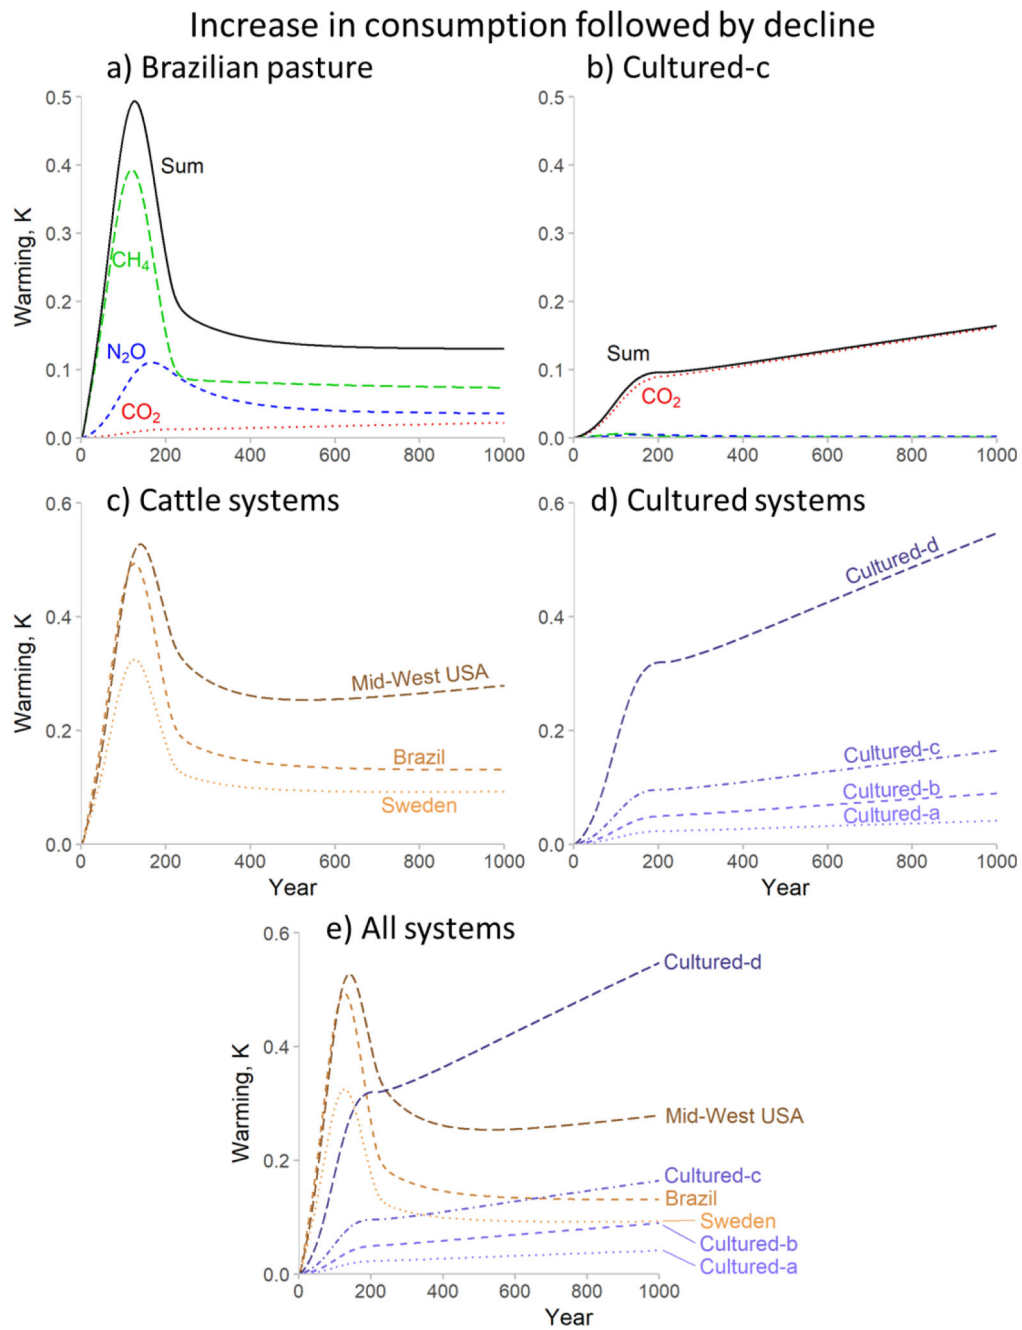 Increase in consumption followed by decline
a) Brazilian pasture
b) Cultured-c
0.5
0.4
0.3
0.2
0.1
0.0
Warming, K
Sum
CH₄
N₂O
CO₂
0 200 400 600 800 1000
0.5
0.4
0.3
0.2
0.1
0.0
Sum
CO₂
0 200 400 600 800 1000
c) Cattle systems
d) Cultured systems
0.6
0.4
0.2
0.0
Warming, K
Mid-West USA
Brazil
Sweden
0 200 400 600 800 1000
Year
0.6
0.4
0.2
0.0
Cultured-d
Cultured-c
Cultured-b
Cultured-a
0 200 400 600 800 1000
Year
e) All systems
0.6
0.4
0.2
0.0
Warming, K
Cultured-d
Mid-West USA
Cultured-c
Brazil
Sweden
Cultured-b
Cultured-a
0 200 400 600 800 1000
Year